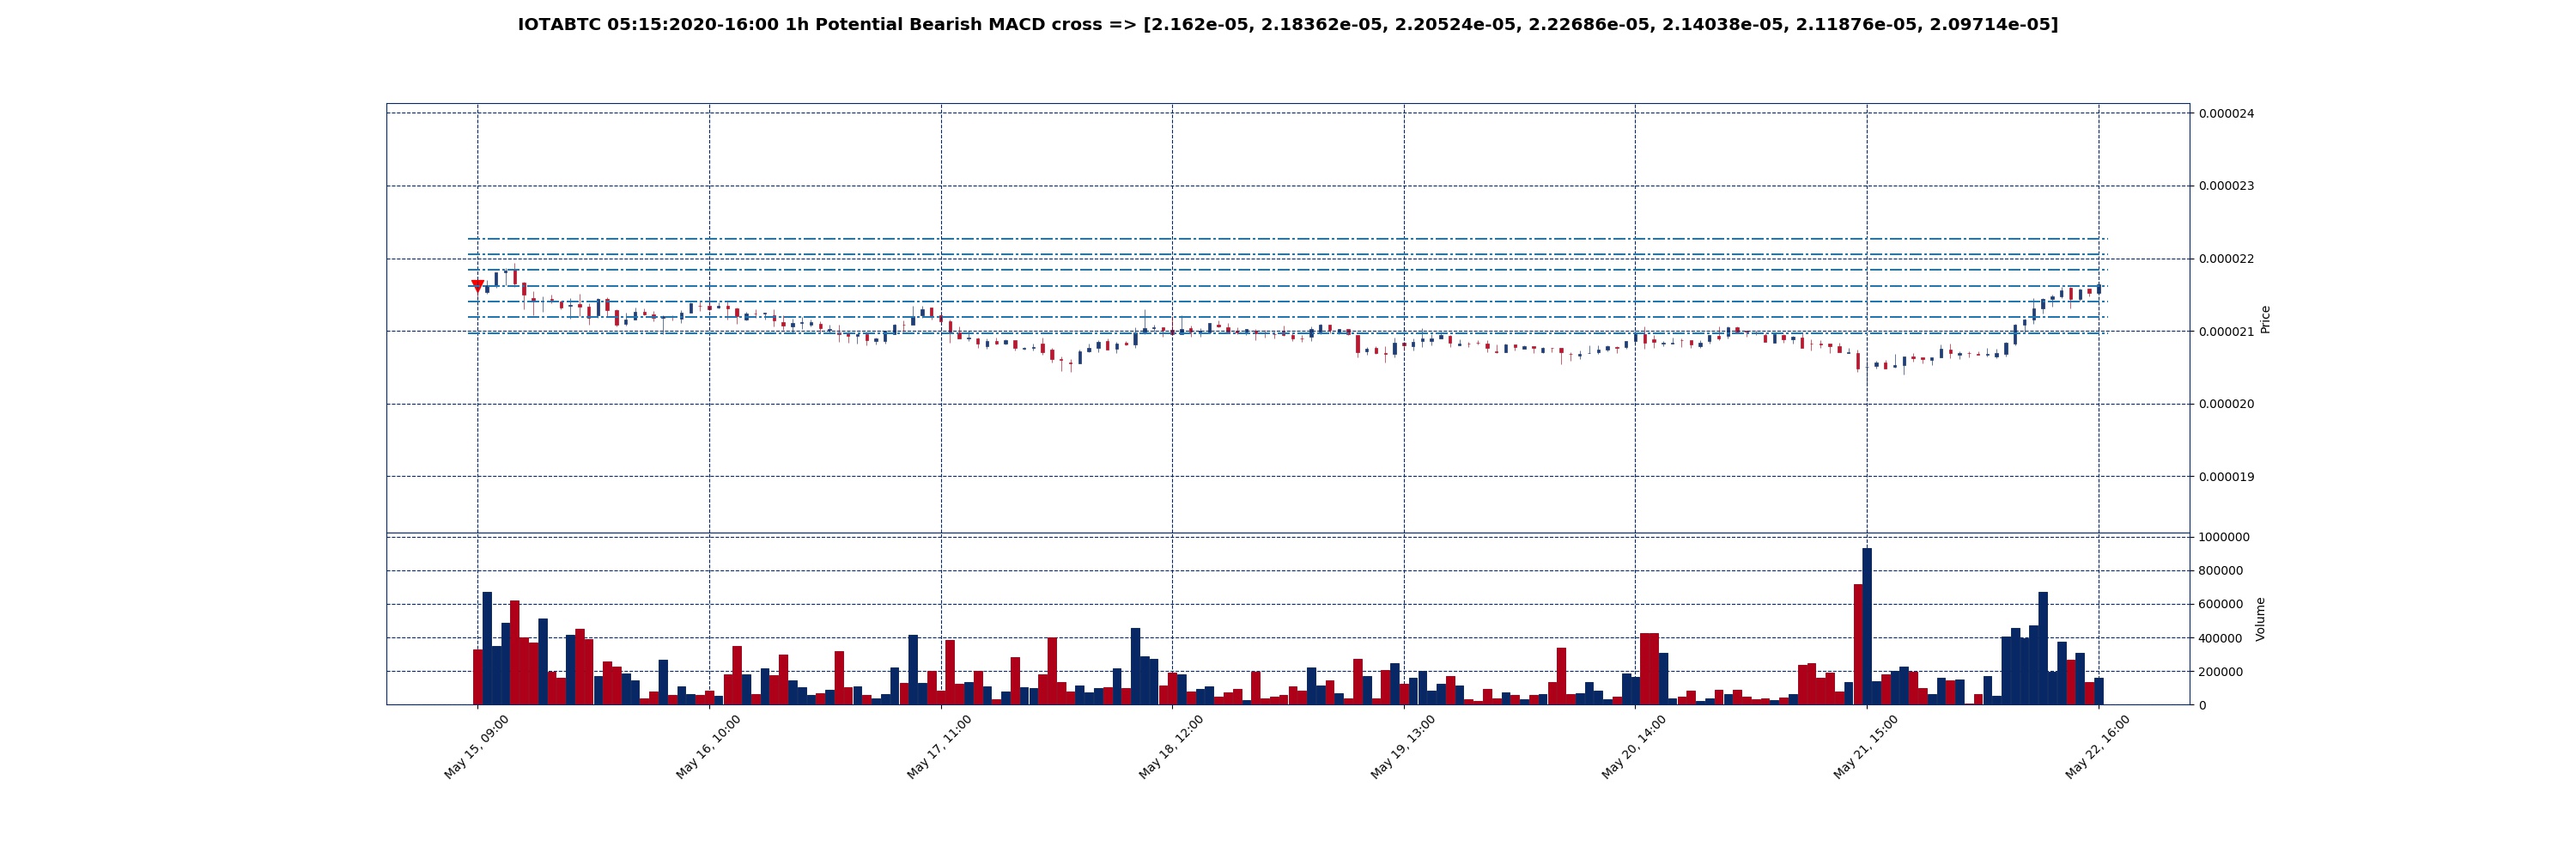 IOTABTC 05:15:2020-16:00 1h Potential Bearish MACD cross => [2.162e-05, 2.18362e-05, 2.20524e-05, 2.22686e-05, 2.14038e-05, 2.11876e-05, 2.09714e-05]
0.000024
0.000023
0.000022
0.000021
0.000020
0.000019
Price
1000000
800000
600000
400000
200000
0
Volume
May 15, 09:00
May 16, 10:00
May 17, 11:00
May 18, 12:00
May 19, 13:00
May 20, 14:00
May 21, 15:00
May 22, 16:00